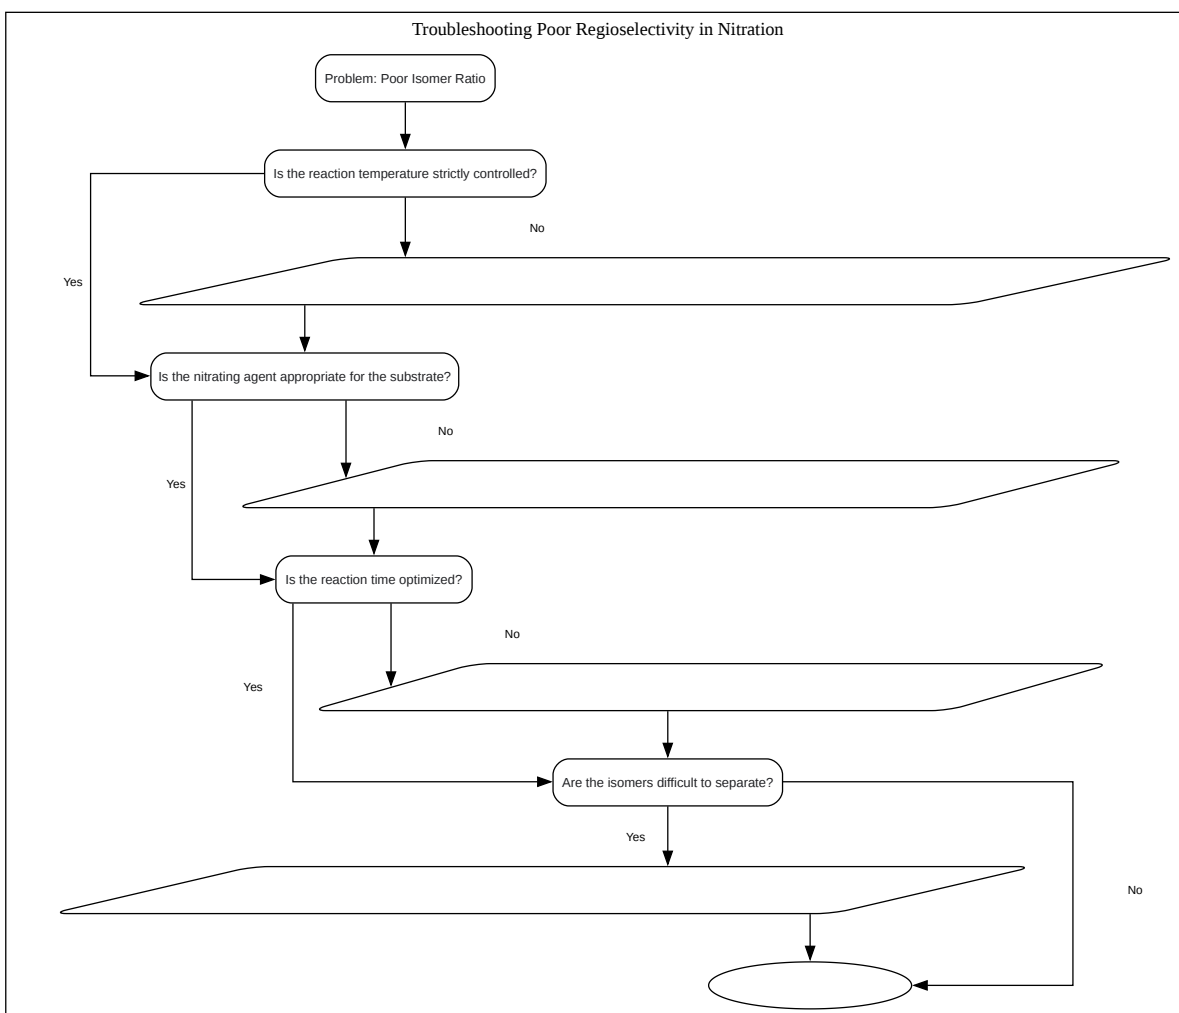 Troubleshooting Poor Regioselectivity in Nitration
Problem: Poor Isomer Ratio
Is the reaction temperature strictly controlled?
No
Yes
Is the nitrating agent appropriate for the substrate?
No
Yes
Is the reaction time optimized?
No
Yes
Are the isomers difficult to separate?
Yes
No